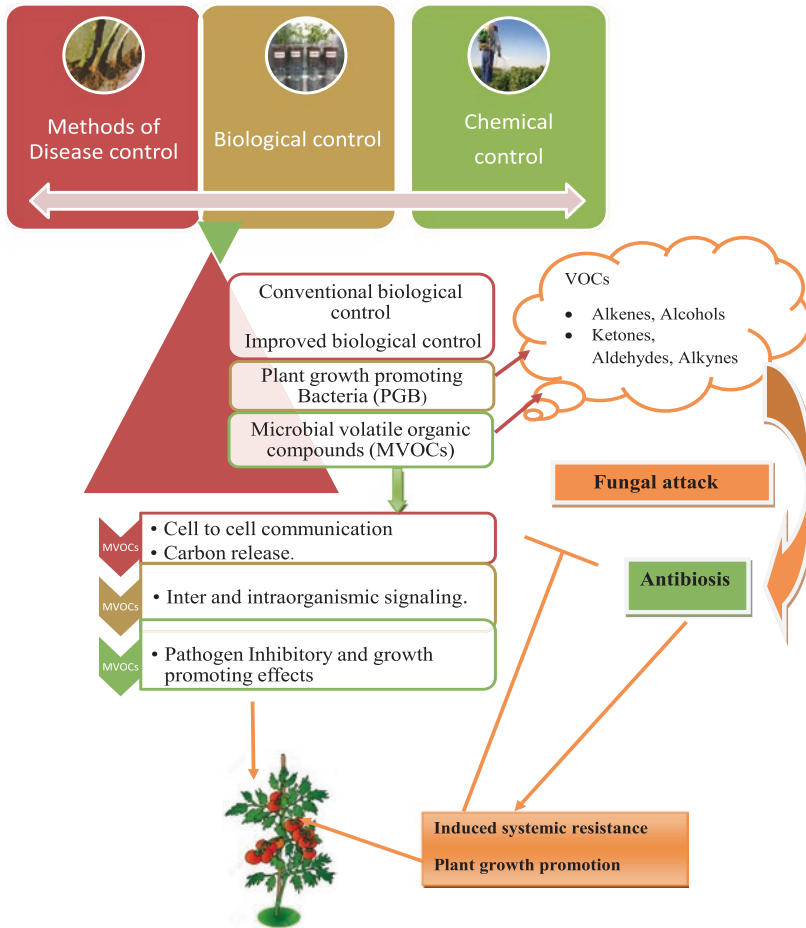 Methods of
Disease control
Biological control
Chemical
control
Conventional biological
control
Improved biological control
Plant growth promoting
Bacteria (PGB)
Microbial volatile organic
compounds (MVOCs)
VOCs
• Alkenes, Alcohols
• Ketones,
Aldehydes, Alkynes
Fungal attack
Antibiosis
MVOCs
• Cell to cell communication
• Carbon release.
MVOCs
• Inter and intraorganismic signaling.
MVOCs
• Pathogen Inhibitory and growth
promoting effects
Induced systemic resistance
Plant growth promotion